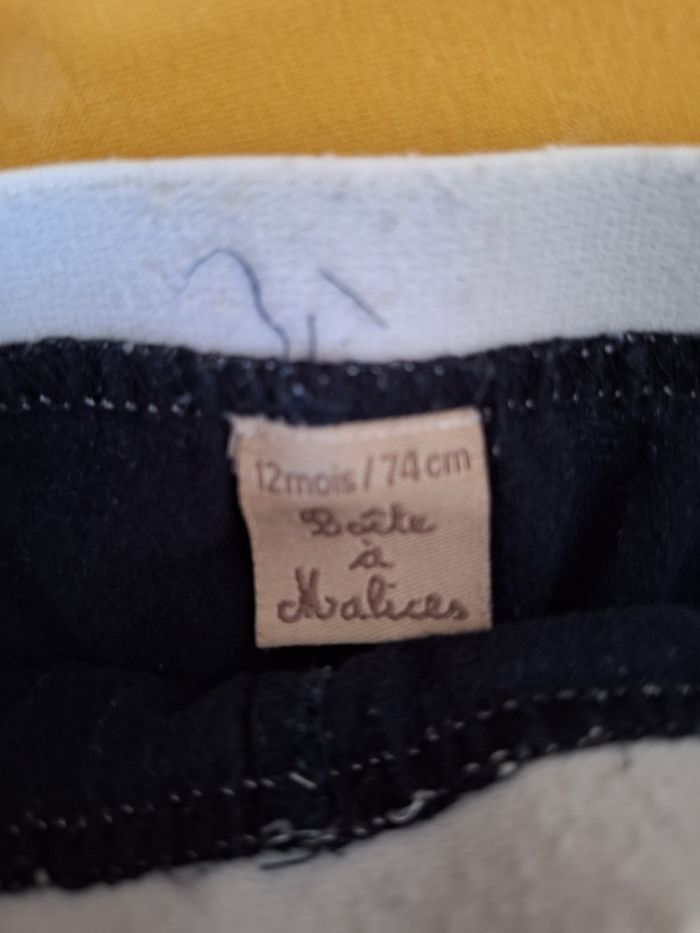 12mois / 74cm
Boîte
à
Malices